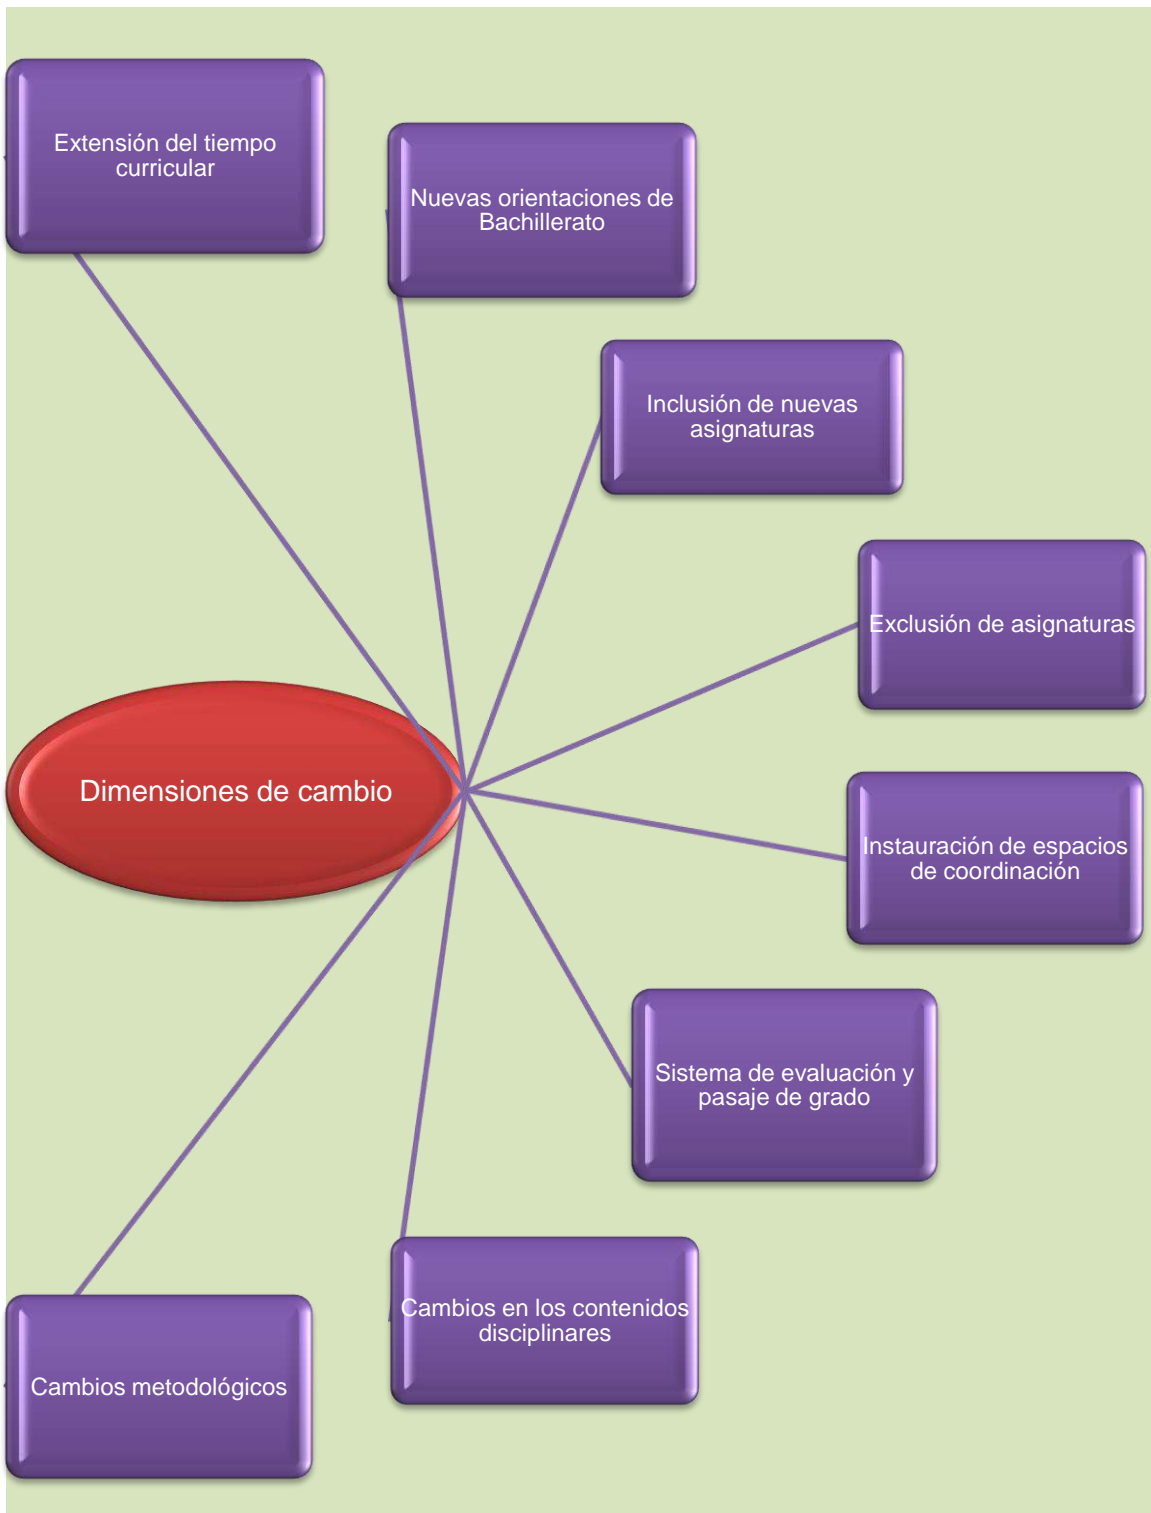 Extensión del tiempo
curricular
Nuevas orientaciones de
Bachillerato
Inclusión de nuevas
asignaturas
Exclusión de asignaturas
Dimensiones de cambio
Instauración de espacios
de coordinación
Sistema de evaluación y
pasaje de grado
Cambios en los contenidos
disciplinares
Cambios metodológicos